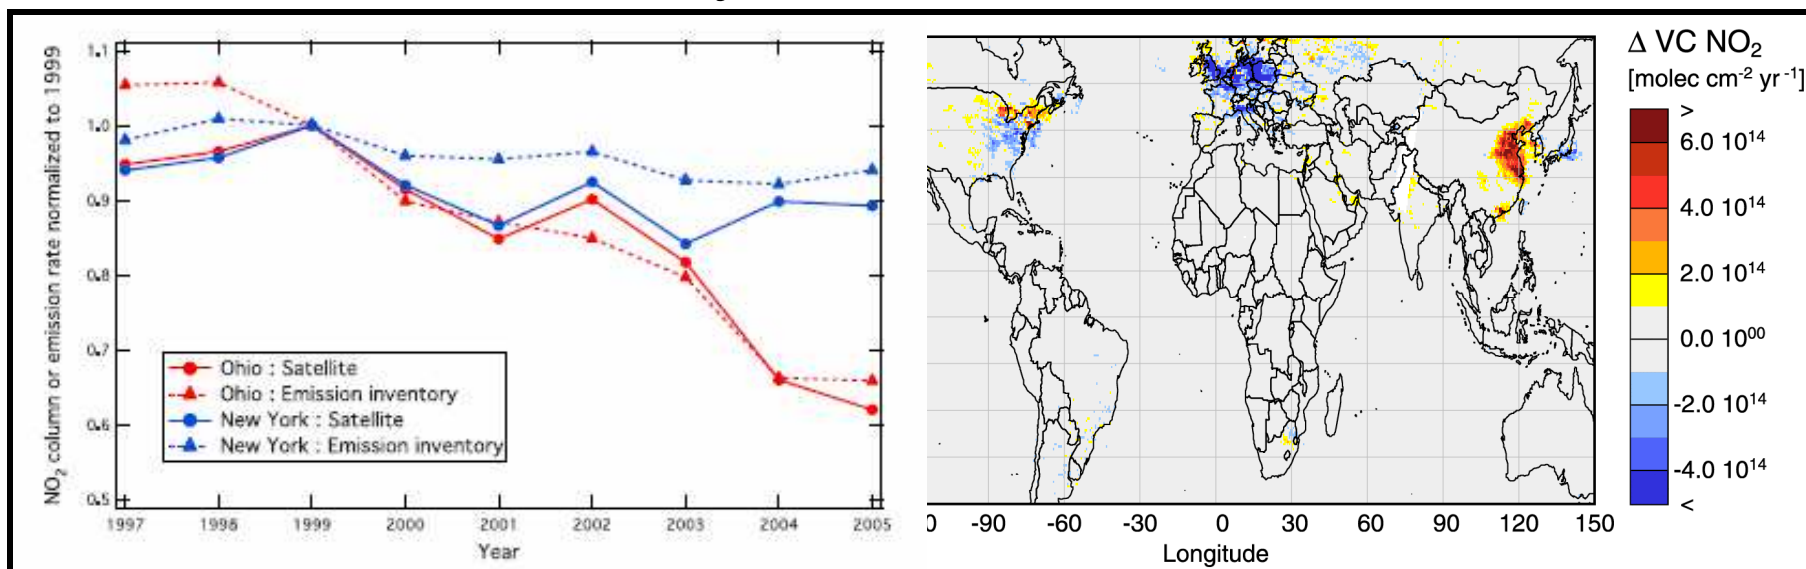 NO2 column or emission rate normalized to 1999
1.1
1.0
0.9
0.8
0.7
0.6
0.5
Ohio : Satellite
Ohio : Emission inventory
New York : Satellite
New York : Emission inventory
1997 1998 1999 2000 2001 2002 2003 2004 2005
Year
-90 -60 -30 0 30 60 90 120 150
Longitude
Δ VC NO2
[molec cm-2 yr-1]
>
6.0 10^14
4.0 10^14
2.0 10^14
0.0 10^00
-2.0 10^14
-4.0 10^14
<